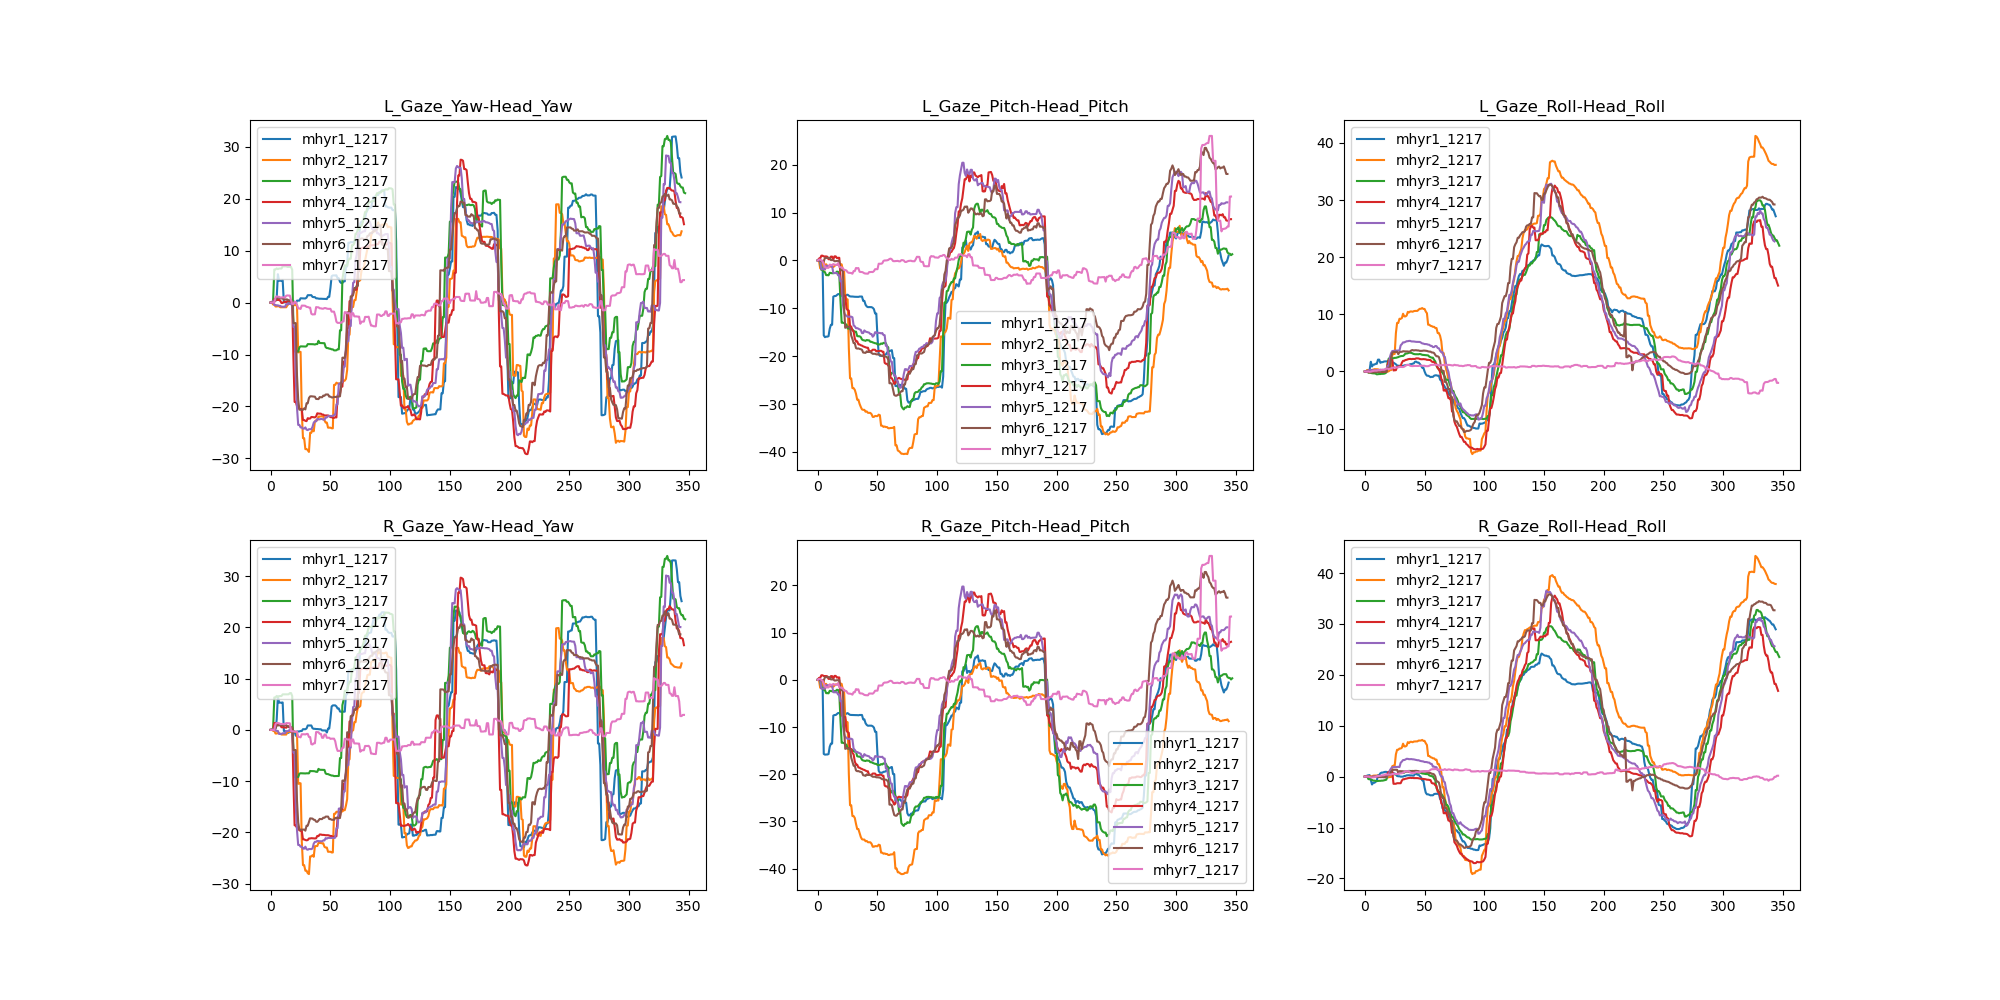 L_Gaze_Yaw-Head_Yaw
30
20
10
0
−10
−20
−30
mhyr1_1217
mhyr2_1217
mhyr3_1217
mhyr4_1217
mhyr5_1217
mhyr6_1217
mhyr7_1217
0 50 100 150 200 250 300 350
L_Gaze_Pitch-Head_Pitch
20
10
0
−10
−20
−30
−40
mhyr1_1217
mhyr2_1217
mhyr3_1217
mhyr4_1217
mhyr5_1217
mhyr6_1217
mhyr7_1217
0 50 100 150 200 250 300 350
L_Gaze_Roll-Head_Roll
40
30
20
10
0
−10
mhyr1_1217
mhyr2_1217
mhyr3_1217
mhyr4_1217
mhyr5_1217
mhyr6_1217
mhyr7_1217
0 50 100 150 200 250 300 350
R_Gaze_Yaw-Head_Yaw
30
20
10
0
−10
−20
−30
mhyr1_1217
mhyr2_1217
mhyr3_1217
mhyr4_1217
mhyr5_1217
mhyr6_1217
mhyr7_1217
0 50 100 150 200 250 300 350
R_Gaze_Pitch-Head_Pitch
20
10
0
−10
−20
−30
−40
mhyr1_1217
mhyr2_1217
mhyr3_1217
mhyr4_1217
mhyr5_1217
mhyr6_1217
mhyr7_1217
0 50 100 150 200 250 300 350
R_Gaze_Roll-Head_Roll
40
30
20
10
0
−10
−20
mhyr1_1217
mhyr2_1217
mhyr3_1217
mhyr4_1217
mhyr5_1217
mhyr6_1217
mhyr7_1217
0 50 100 150 200 250 300 350